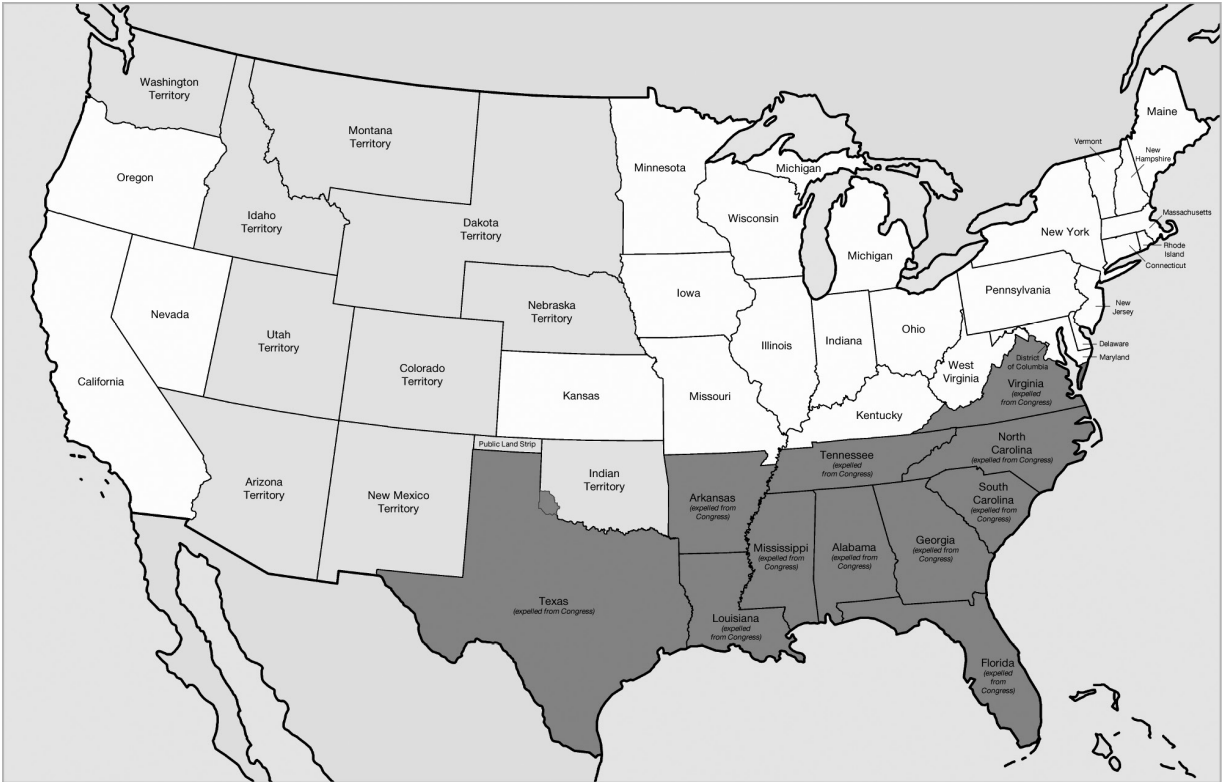 Washington
Territory
Montana
Territory
Oregon
Idaho
Territory
Dakota
Territory
Minnesota
Michigan
Wisconsin
Michigan
Vermont
New
Hampshire
Maine
Massachusetts
New York
Rhode
Island
Connecticut
Nevada
Utah
Territory
Nebraska
Territory
Iowa
Pennsylvania
New
Jersey
California
Colorado
Territory
Kansas
Missouri
Illinois
Indiana
Ohio
West
Virginia
Kentucky
Delaware
Maryland
District
of Columbia
Virginia
(expelled
from Congress)
Arizona
Territory
New Mexico
Territory
Public Land Strip
Indian
Territory
Arkansas
(expelled from
Congress)
Tennessee
(expelled
from Congress)
North
Carolina
(expelled from Congress)
South
Carolina
(expelled from
Congress)
Texas
(expelled from Congress)
Louisiana
(expelled
from Congress)
Mississippi
(expelled from
Congress)
Alabama
(expelled from
Congress)
Georgia
(expelled from
Congress)
Florida
(expelled
from
Congress)